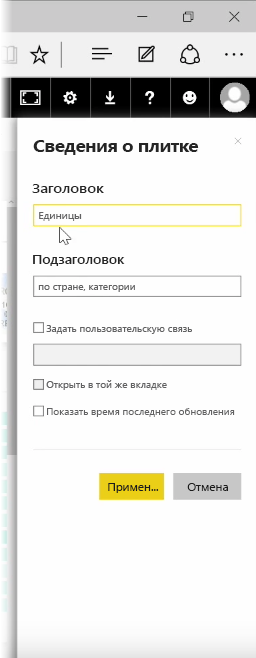 Сведения о плитке
Заголовок
Единицы
Подзаголовок
по стране, категории
Задать пользовательскую связь
Открыть в той же вкладке
Показать время последнего обновления
Примен...
Отмена